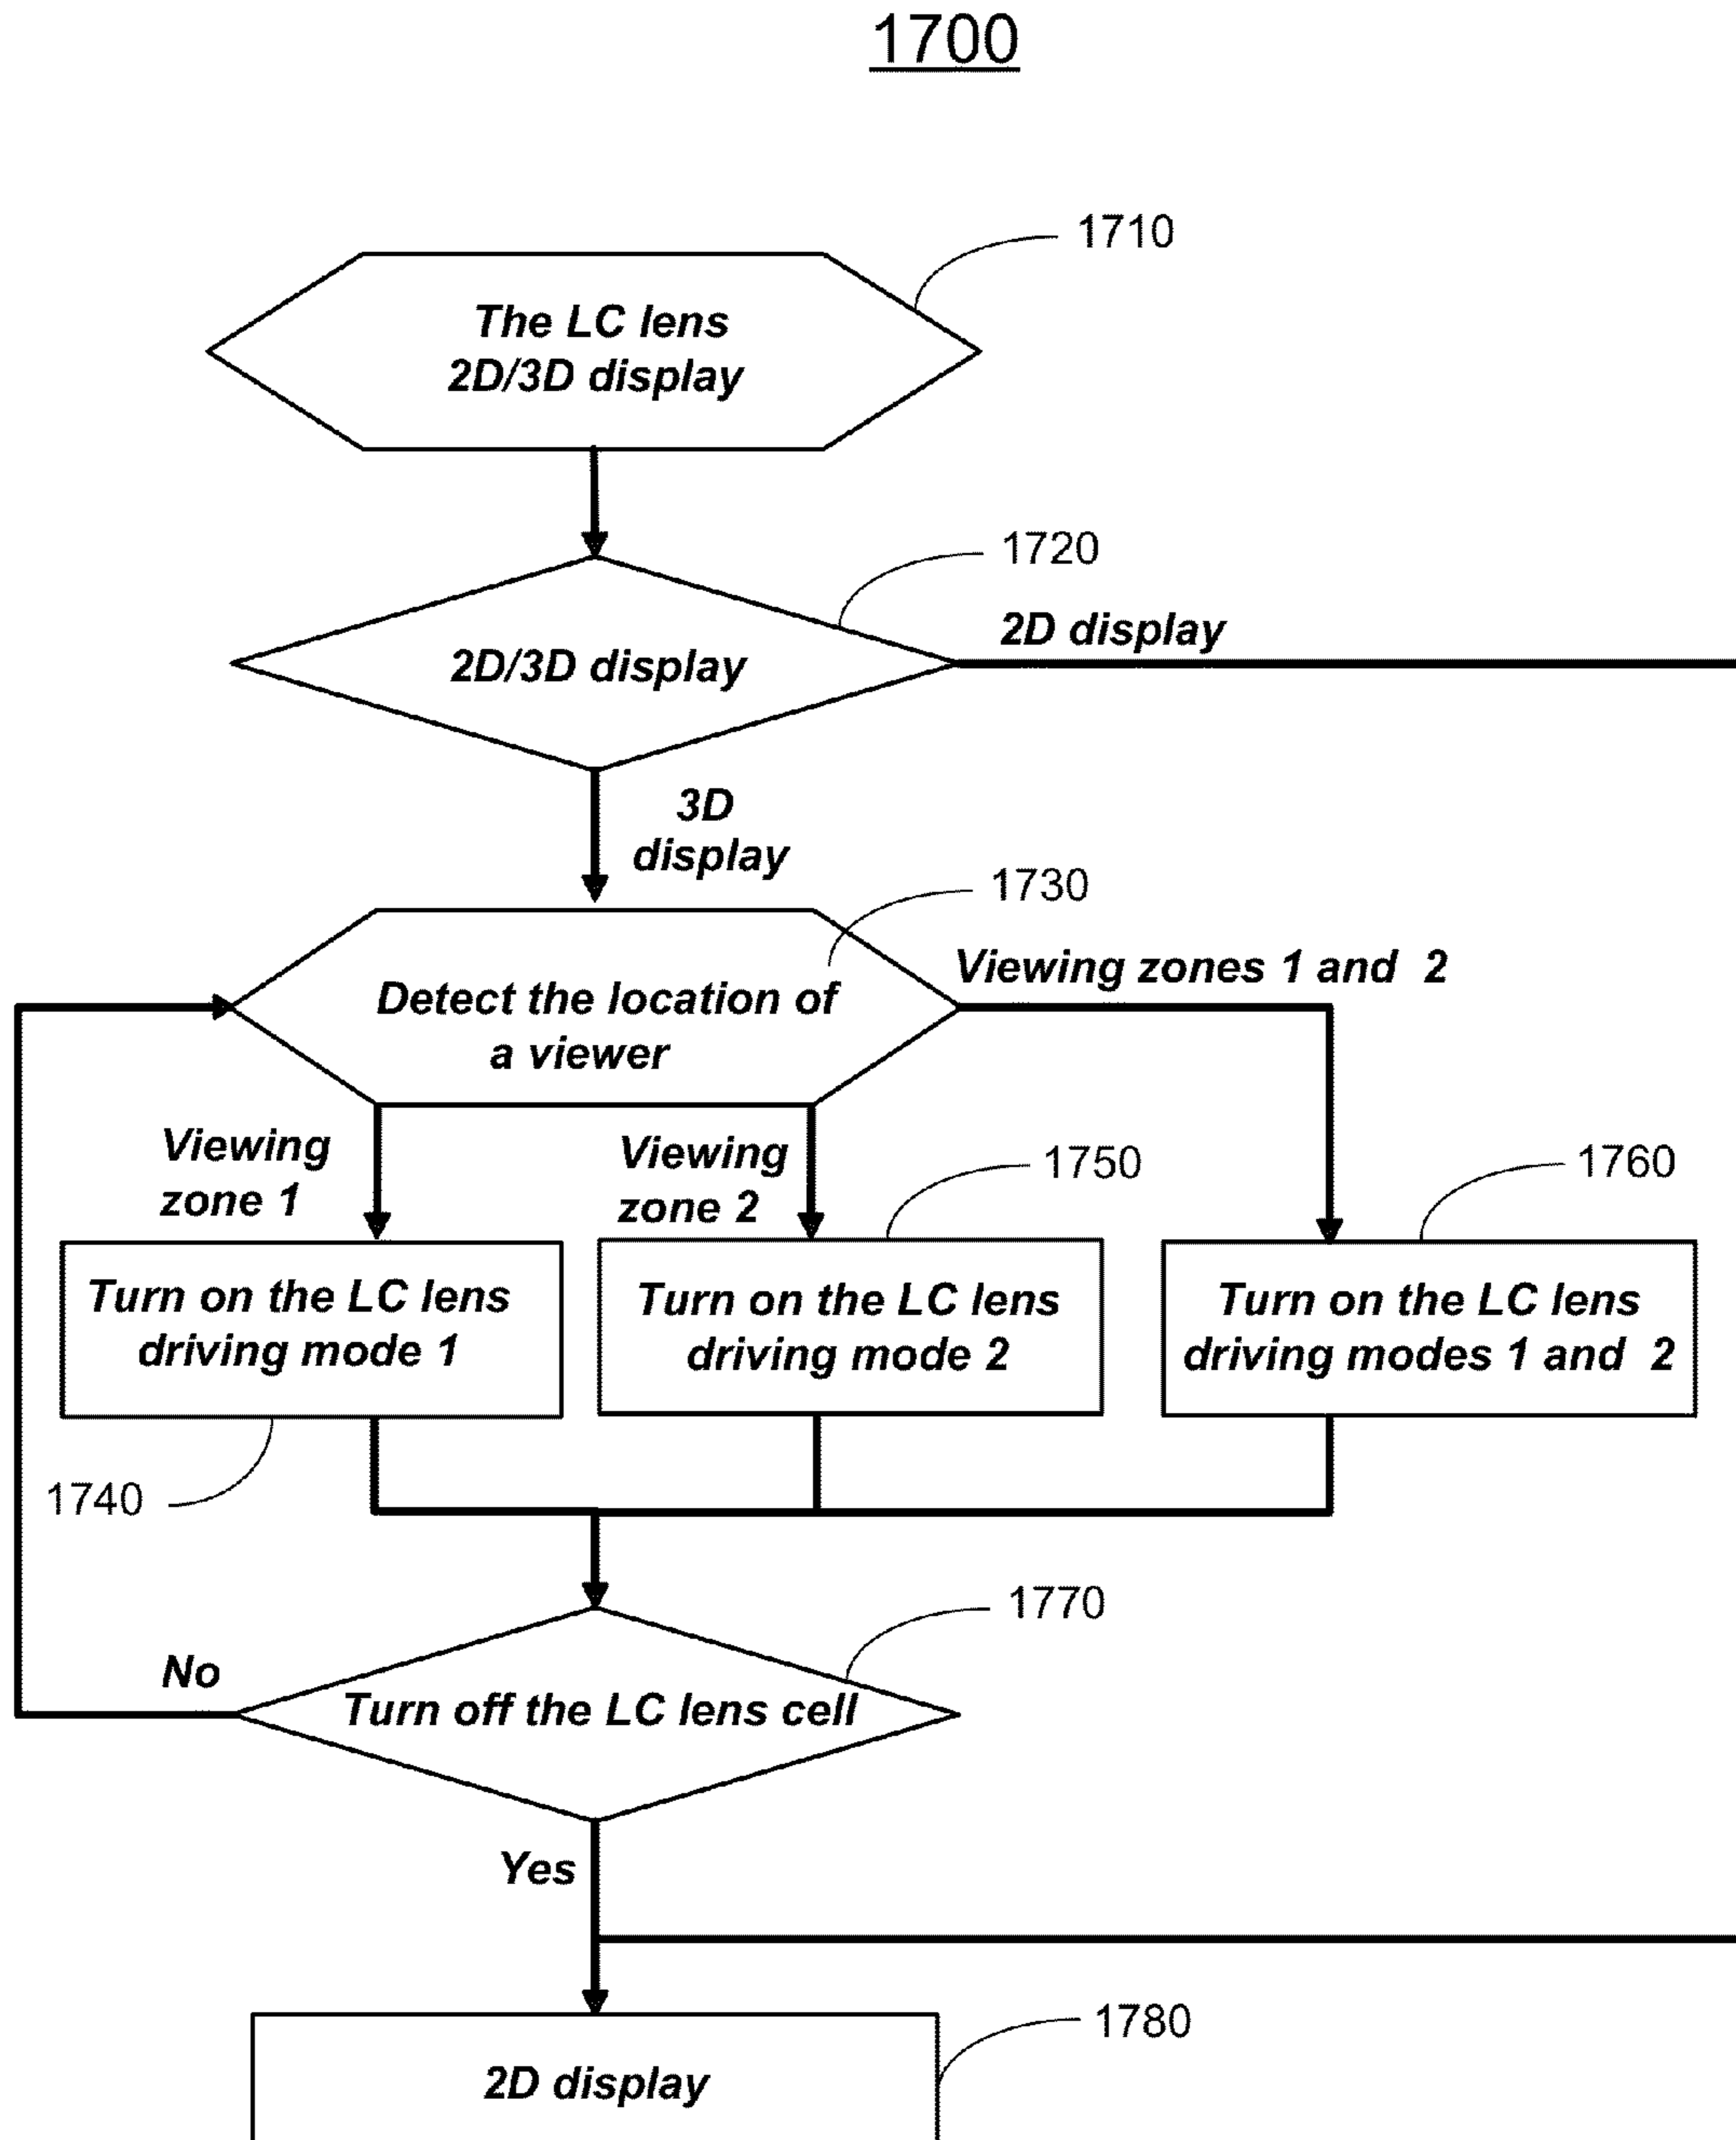 1700
1710
The LC lens
2D/3D display
1720
2D display
2D/3D display
3D
display
1730
Viewing zones 1 and 2
Detect the location of
a viewer
Viewing
zone 1
Viewing
zone 2
1750
1760
Turn on the LC lens
driving mode 1
Turn on the LC lens
driving mode 2
Turn on the LC lens
driving modes 1 and 2
1740
1770
No
Turn off the LC lens cell
Yes
1780
2D display